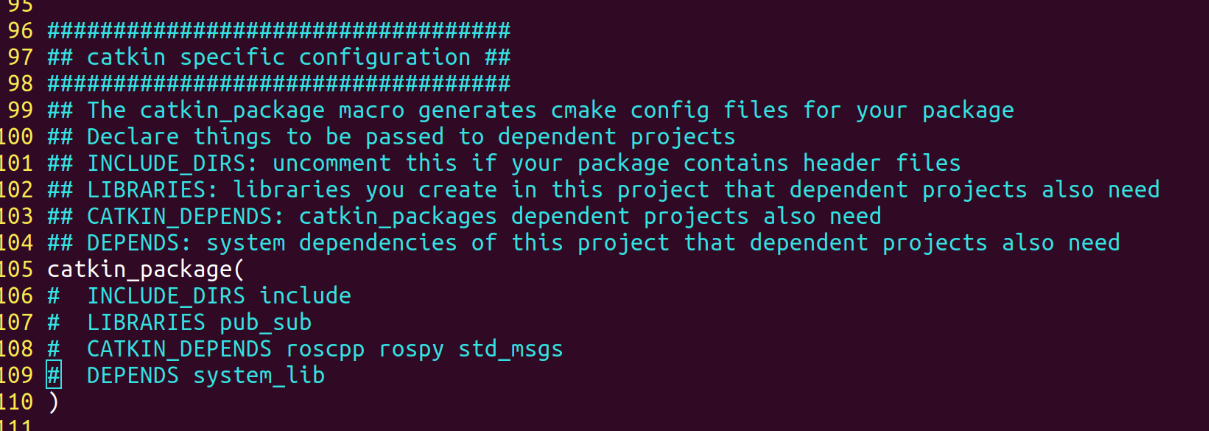 95
96 ###################################
97 ## catkin specific configuration ##
98 ###################################
99 ## The catkin_package macro generates cmake config files for your package
100 ## Declare things to be passed to dependent projects
101 ## INCLUDE_DIRS: uncomment this if your package contains header files
102 ## LIBRARIES: libraries you create in this project that dependent projects also need
103 ## CATKIN_DEPENDS: catkin_packages dependent projects also need
104 ## DEPENDS: system dependencies of this project that dependent projects also need
105 catkin_package(
106 #  INCLUDE_DIRS include
107 #  LIBRARIES pub_sub
108 #  CATKIN_DEPENDS roscpp rospy std_msgs
109 #  DEPENDS system_lib
110 )
111